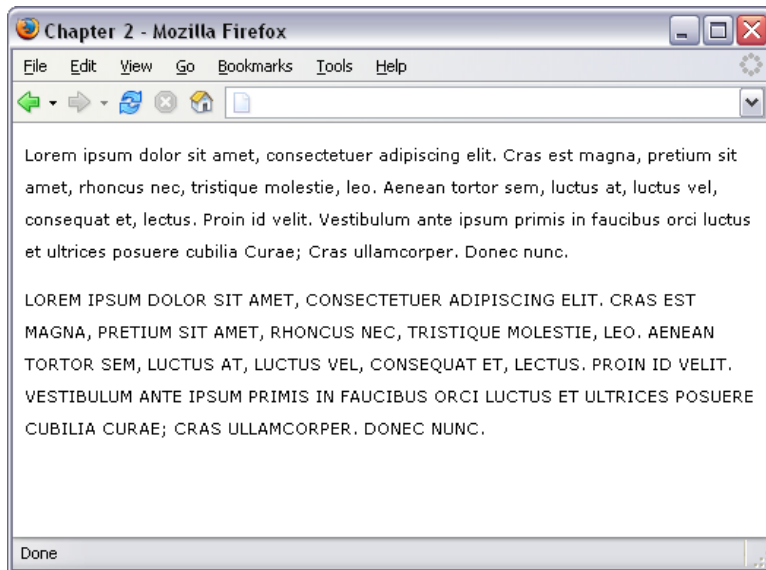 Chapter 2 - Mozilla Firefox
File Edit View Go Bookmarks Tools Help
Lorem ipsum dolor sit amet, consectetuer adipiscing elit. Cras est magna, pretium sit
amet, rhoncus nec, tristique molestie, leo. Aenean tortor sem, luctus at, luctus vel,
consequat et, lectus. Proin id velit. Vestibulum ante ipsum primis in faucibus orci luctus
et ultrices posuere cubilia Curae; Cras ullamcorper. Donec nunc.
LOREM IPSUM DOLOR SIT AMET, CONSECTETUER ADIPISCING ELIT. CRAS EST
MAGNA, PRETIUM SIT AMET, RHONCUS NEC, TRISTIQUE MOLESTIE, LEO. AENEAN
TORTOR SEM, LUCTUS AT, LUCTUS VEL, CONSEQUAT ET, LECTUS. PROIN ID VELIT.
VESTIBULUM ANTE IPSUM PRIMIS IN FAUCIBUS ORCI LUCTUS ET ULTRICES POSUERE
CUBILIA CURAE; CRAS ULLAMCORPER. DONEC NUNC.
Done